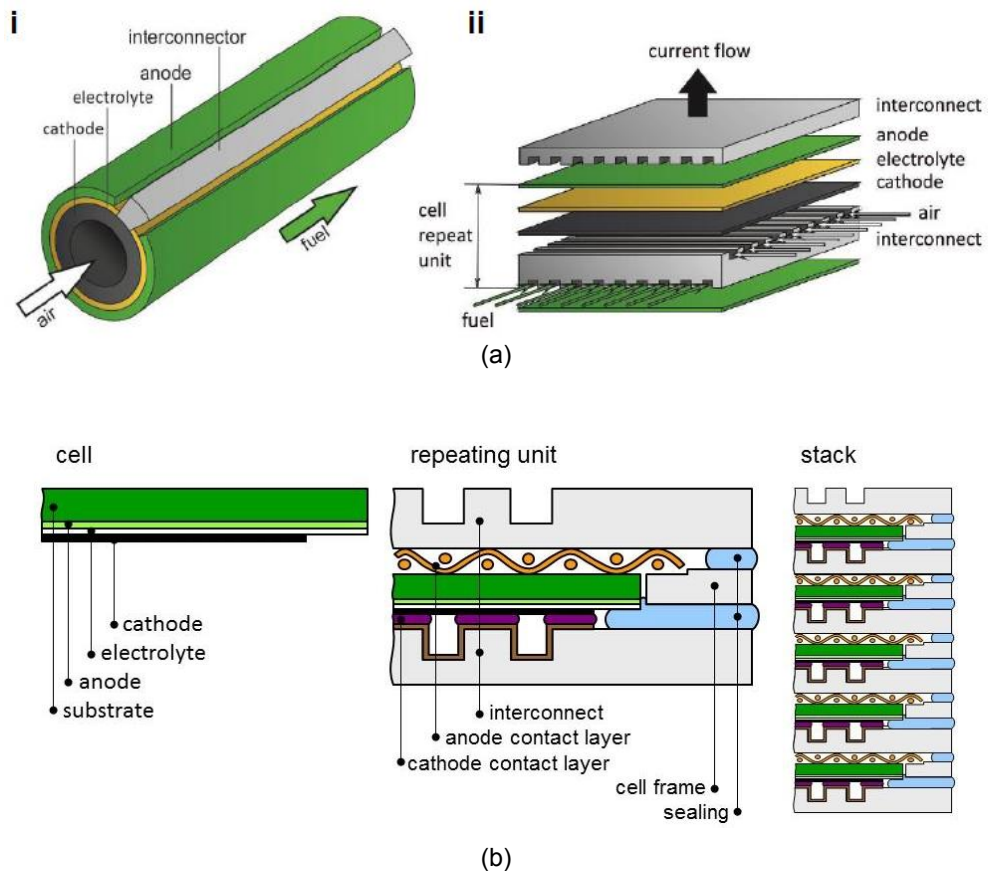 i
interconnector
anode
electrolyte
cathode
fuel
air
ii
current flow
interconnect
anode
electrolyte
cathode
air
interconnect
cell
repeat
unit
fuel
(a)
cell
cathode
electrolyte
anode
substrate
repeating unit
interconnect
anode contact layer
cathode contact layer
cell frame
sealing
stack
(b)